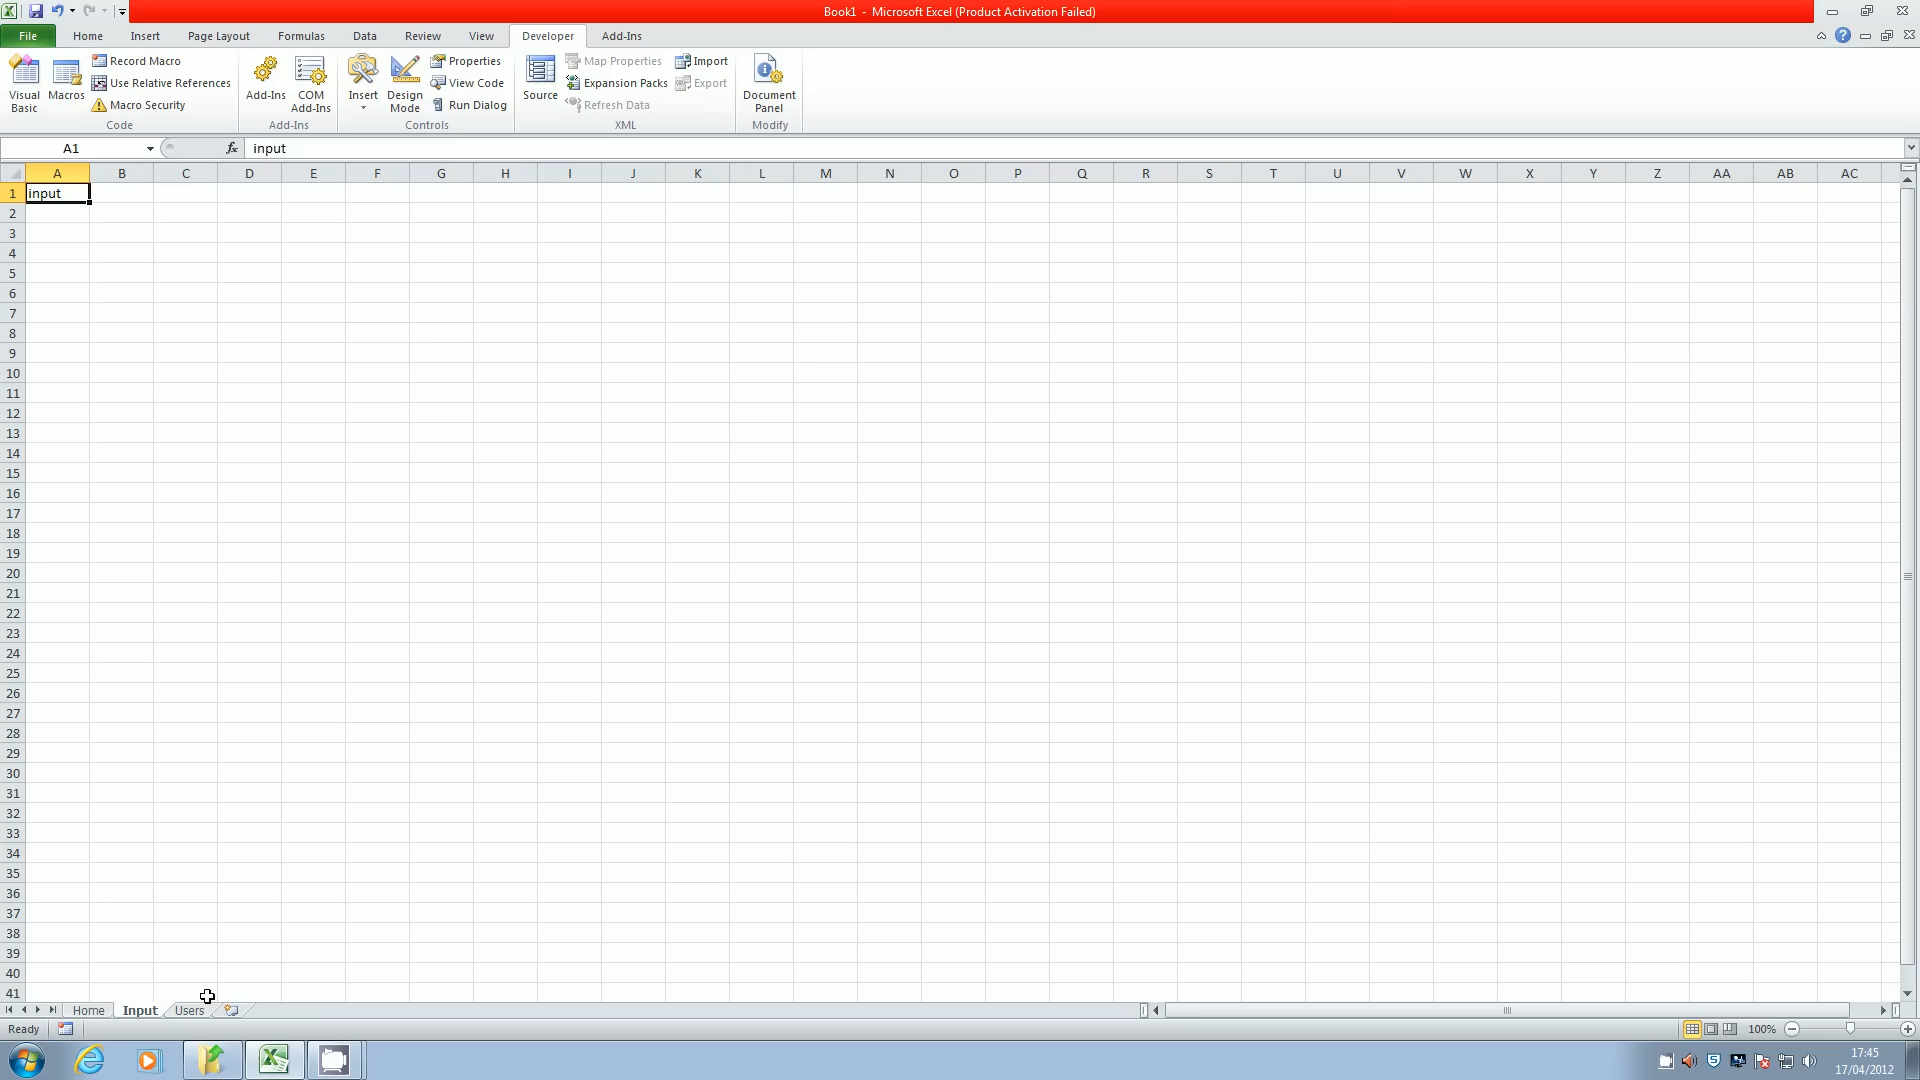 Book1 - Microsoft Excel (Product Activation Failed)
File Home Insert Page Layout Formulas Data Review View Developer Add-Ins
Visual Basic
Macros
Record Macro
Use Relative References
Macro Security
Code
Add-Ins
COM Add-Ins
Add-Ins
Insert
Design Mode
Properties
View Code
Run Dialog
Controls
Source
Map Properties
Expansion Packs
Refresh Data
Import
Export
XML
Document Panel
Modify
A1 fx input
A B C D E F G H I J K L M N O P Q R S T U V W X Y Z AA AB AC
1 input
2
3
4
5
6
7
8
9
10
11
12
13
14
15
16
17
18
19
20
21
22
23
24
25
26
27
28
29
30
31
32
33
34
35
36
37
38
39
40
41
Home Input Users
Ready 100%
17:45
17/04/2012